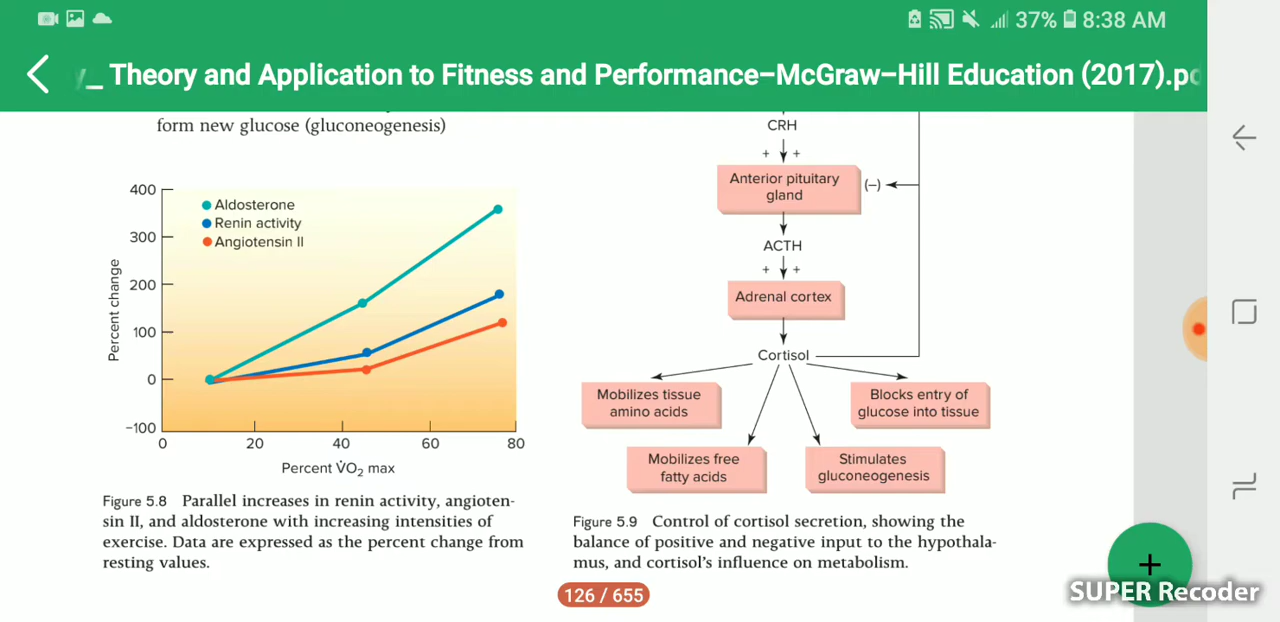 37% 8:38 AM
_ Theory and Application to Fitness and Performance–McGraw–Hill Education (2017).pd
form new glucose (gluconeogenesis)
400
300
200
100
0
-100
Percent change
Aldosterone
Renin activity
Angiotensin II
0 20 40 60 80
Percent V̇O2 max
Figure 5.8 Parallel increases in renin activity, angioten-
sin II, and aldosterone with increasing intensities of
exercise. Data are expressed as the percent change from
resting values.
CRH
+ +
Anterior pituitary
gland
(–)
ACTH
+ +
Adrenal cortex
Cortisol
Mobilizes tissue
amino acids
Blocks entry of
glucose into tissue
Mobilizes free
fatty acids
Stimulates
gluconeogenesis
Figure 5.9 Control of cortisol secretion, showing the
balance of positive and negative input to the hypothala-
mus, and cortisol's influence on metabolism.
126 / 655
+
SUPER Recoder